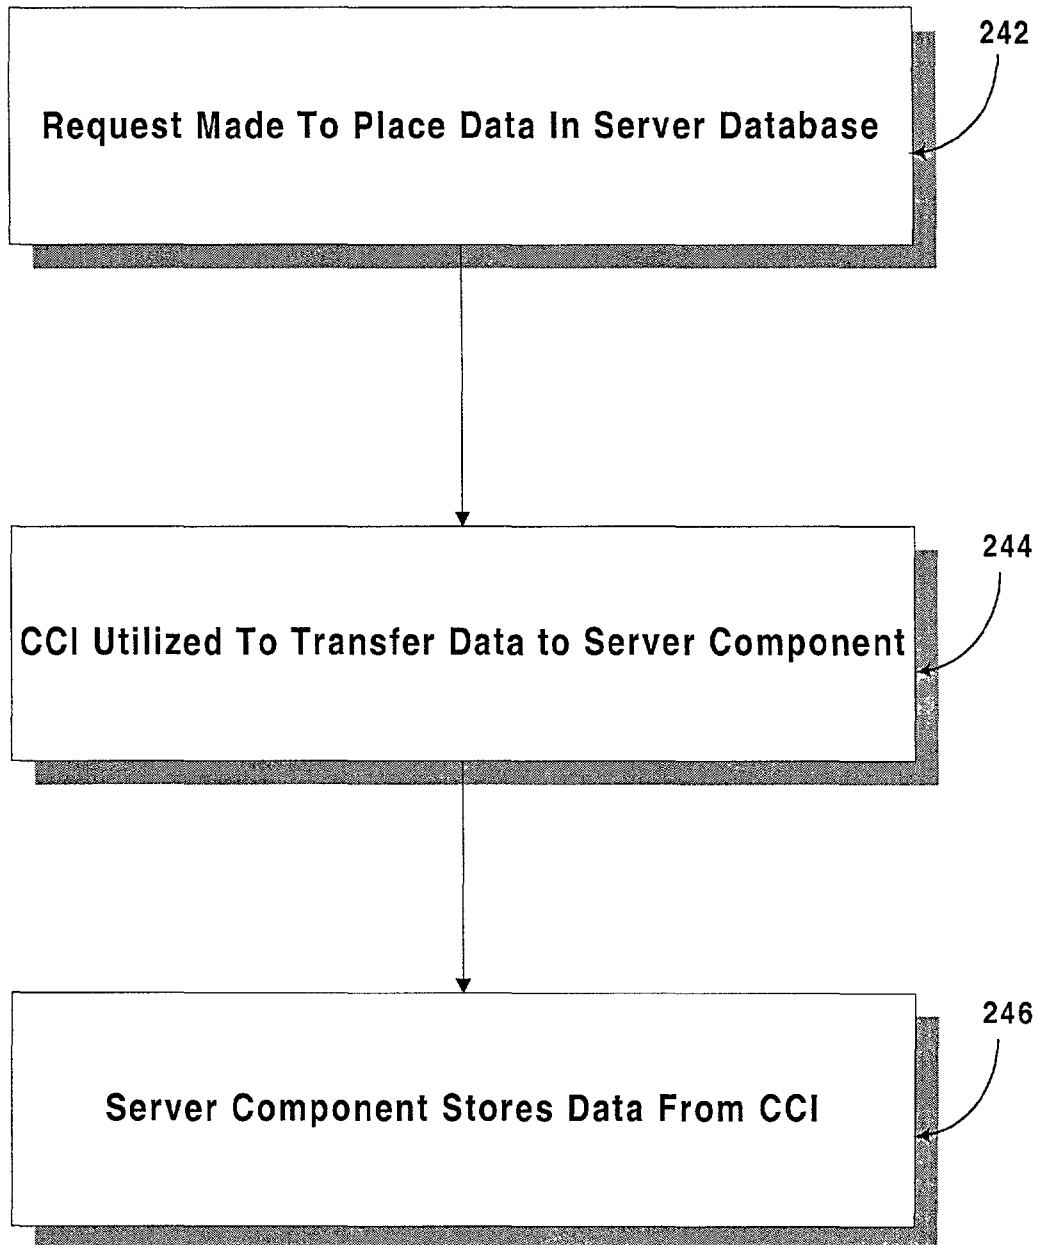 242
Request Made To Place Data In Server Database
244
CCI Utilized To Transfer Data to Server Component
246
Server Component Stores Data From CCI